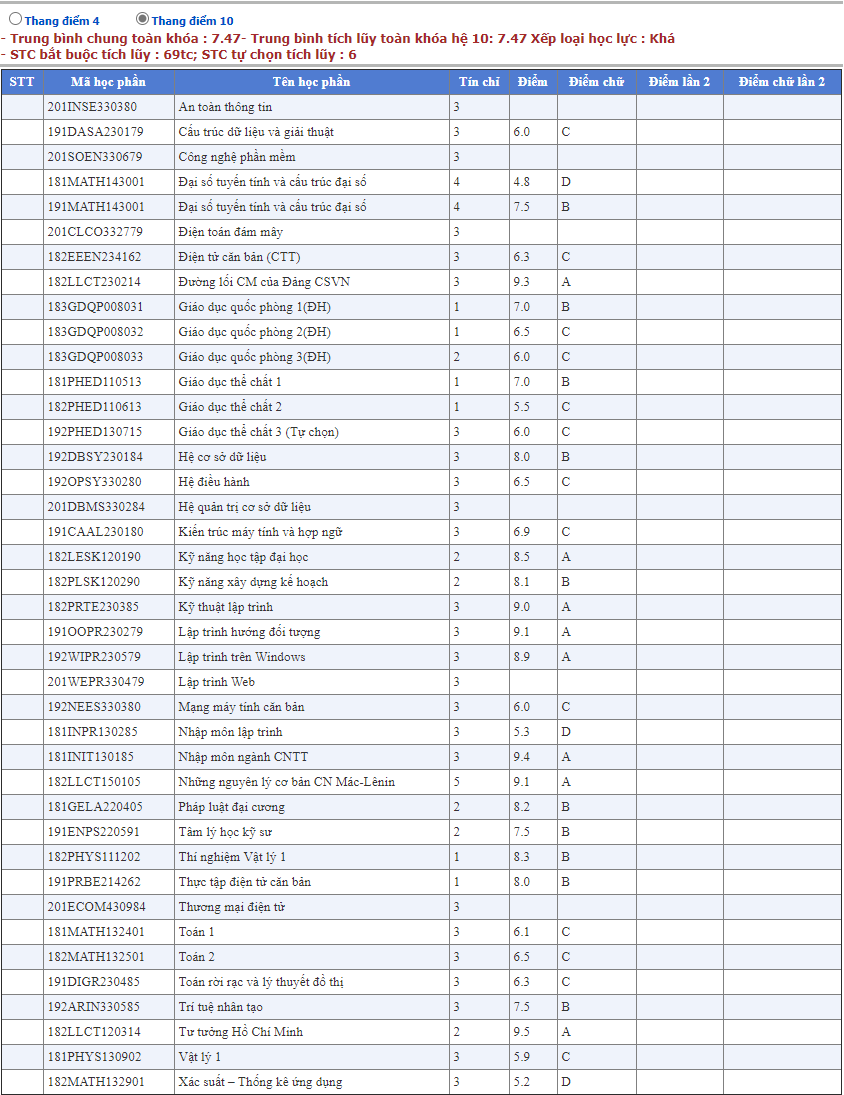 Thang điểm 4 Thang điểm 10
- Trung bình chung toàn khóa : 7.47- Trung bình tích lũy toàn khóa hệ 10: 7.47 Xếp loại học lực : Khá
- STC bắt buộc tích lũy : 69tc; STC tự chọn tích lũy : 6
STT Mã học phần Tên học phần Tín chỉ Điểm Điểm chữ Điểm lần 2 Điểm chữ lần 2
201INSE330380 An toàn thông tin 3
191DASA230179 Cấu trúc dữ liệu và giải thuật 3 6.0 C
201SOEN330679 Công nghệ phần mềm 3
181MATH143001 Đại số tuyến tính và cấu trúc đại số 4 4.8 D
191MATH143001 Đại số tuyến tính và cấu trúc đại số 4 7.5 B
201CLCO332779 Điện toán đám mây 3
182EEEN234162 Điện tử căn bản (CTT) 3 6.3 C
182LLCT230214 Đường lối CM của Đảng CSVN 3 9.3 A
183GDQP008031 Giáo dục quốc phòng 1(ĐH) 1 7.0 B
183GDQP008032 Giáo dục quốc phòng 2(ĐH) 1 6.5 C
183GDQP008033 Giáo dục quốc phòng 3(ĐH) 2 6.0 C
181PHED110513 Giáo dục thể chất 1 1 7.0 B
182PHED110613 Giáo dục thể chất 2 1 5.5 C
192PHED130715 Giáo dục thể chất 3 (Tự chọn) 3 6.0 C
192DBSY230184 Hệ cơ sở dữ liệu 3 8.0 B
192OPSY330280 Hệ điều hành 3 6.5 C
201DBMS330284 Hệ quản trị cơ sở dữ liệu 3
191CAAL230180 Kiến trúc máy tính và hợp ngữ 3 6.9 C
182LESK120190 Kỹ năng học tập đại học 2 8.5 A
182PLSK120290 Kỹ năng xây dựng kế hoạch 2 8.1 B
182PRTE230385 Kỹ thuật lập trình 3 9.0 A
191OOPR230279 Lập trình hướng đối tượng 3 9.1 A
192WIPR230579 Lập trình trên Windows 3 8.9 A
201WEPR330479 Lập trình Web 3
192NEES330380 Mạng máy tính căn bản 3 6.0 C
181INPR130285 Nhập môn lập trình 3 5.3 D
181INIT130185 Nhập môn ngành CNTT 3 9.4 A
182LLCT150105 Những nguyên lý cơ bản CN Mác-Lênin 5 9.1 A
181GELA220405 Pháp luật đại cương 2 8.2 B
191ENPS220591 Tâm lý học kỹ sư 2 7.5 B
182PHYS111202 Thí nghiệm Vật lý 1 1 8.3 B
191PRBE214262 Thực tập điện tử căn bản 1 8.0 B
201ECOM430984 Thương mại điện tử 3
181MATH132401 Toán 1 3 6.1 C
182MATH132501 Toán 2 3 6.5 C
191DIGR230485 Toán rời rạc và lý thuyết đồ thị 3 6.3 C
192ARIN330585 Trí tuệ nhân tạo 3 7.5 B
182LLCT120314 Tư tưởng Hồ Chí Minh 2 9.5 A
181PHYS130902 Vật lý 1 3 5.9 C
182MATH132901 Xác suất – Thống kê ứng dụng 3 5.2 D